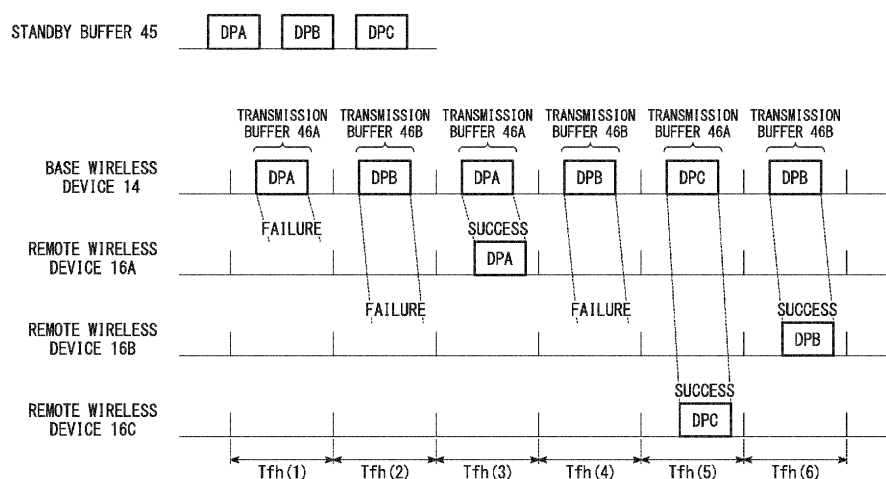 STANDBY BUFFER 45
DPA DPB DPC
TRANSMISSION BUFFER 46A
TRANSMISSION BUFFER 46B
TRANSMISSION BUFFER 46A
TRANSMISSION BUFFER 46B
TRANSMISSION BUFFER 46A
TRANSMISSION BUFFER 46B
BASE WIRELESS
DEVICE 14
DPA DPB DPA DPB DPC DPB
FAILURE SUCCESS
REMOTE WIRELESS
DEVICE 16A
DPA
FAILURE FAILURE SUCCESS
REMOTE WIRELESS
DEVICE 16B
DPB
SUCCESS
REMOTE WIRELESS
DEVICE 16C
DPC
Tfh(1) Tfh(2) Tfh(3) Tfh(4) Tfh(5) Tfh(6)